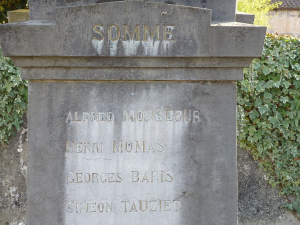 SOMME
ALFRED
HENRI MONAS
GEORGES BARIS
SIMEON TAUZIET